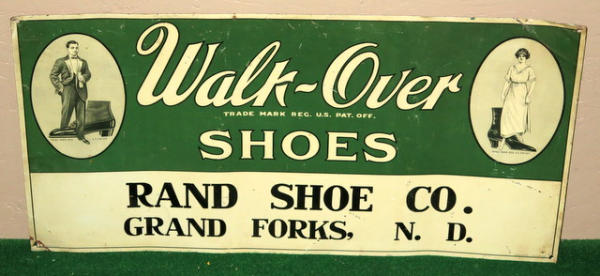 Walk-Over
TRADE MARK REG. U.S. PAT. OFF.
SHOES
RAND SHOE CO.
GRAND FORKS, N. D.